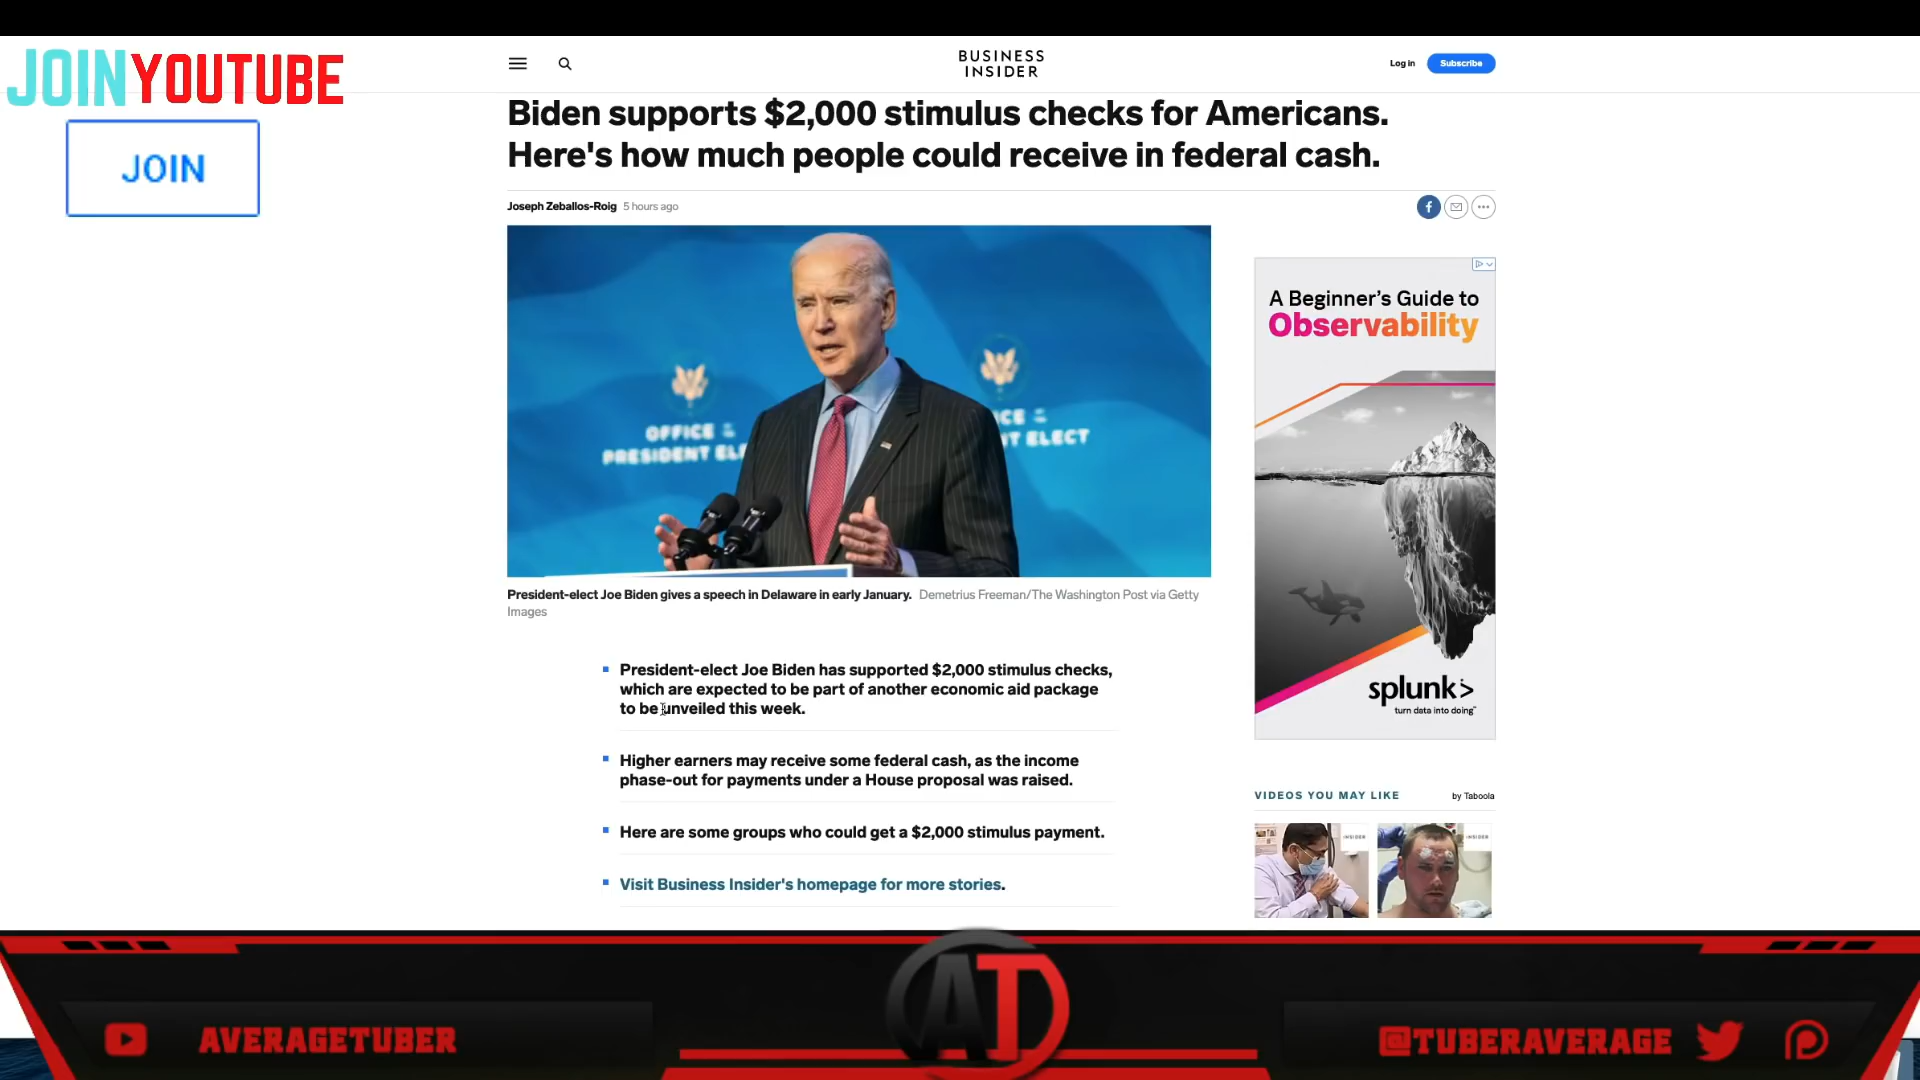 JOIN YOUTUBE
JOIN
BUSINESS
INSIDER
Log in
Subscribe
Biden supports $2,000 stimulus checks for Americans.
Here's how much people could receive in federal cash.
Joseph Zeballos-Roig 5 hours ago
OFFICE
PRESIDENT
ELECT
President-elect Joe Biden gives a speech in Delaware in early January. Demetrius Freeman/The Washington Post via Getty
Images
President-elect Joe Biden has supported $2,000 stimulus checks,
which are expected to be part of another economic aid package
to be unveiled this week.
Higher earners may receive some federal cash, as the income
phase-out for payments under a House proposal was raised.
Here are some groups who could get a $2,000 stimulus payment.
Visit Business Insider's homepage for more stories.
A Beginner's Guide to
Observability
splunk>
turn data into doing™
VIDEOS YOU MAY LIKE
by Taboola
INSIDER
INSIDER
AVERAGETUBER
AT
@TUBERAVERAGE